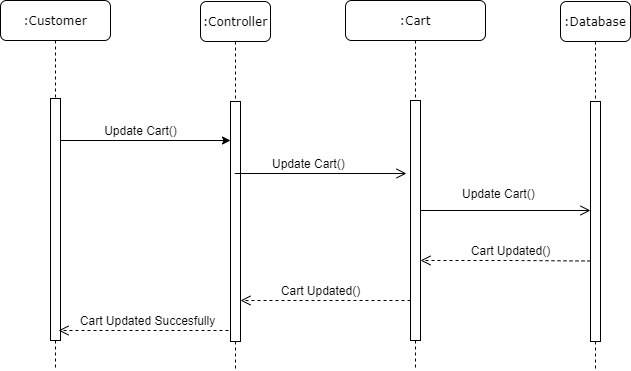 :Customer
:Controller
:Cart
:Database
Update Cart()
Update Cart()
Update Cart()
Cart Updated()
Cart Updated()
Cart Updated Succesfully